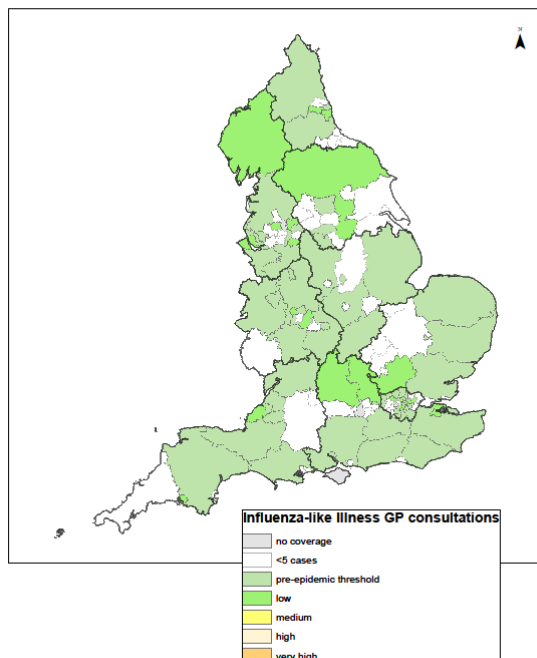 N
Influenza-like Illness GP consultations
no coverage
<5 cases
pre-epidemic threshold
low
medium
high
very high